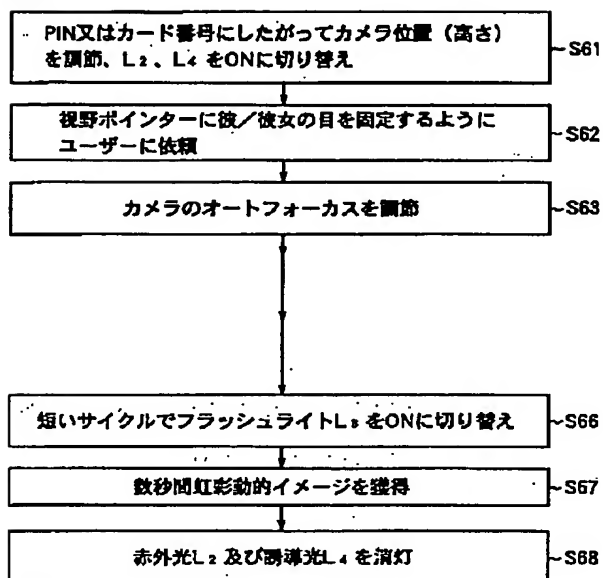 PIN又はカード番号にしたがってカメラ位置（高さ）
を調節、L₂、L₄ をONに切り替え
~S61
視野ポインターに彼／彼女の目を固定するように
ユーザーに依頼
~S62
カメラのオートフォーカスを調節
~S63
短いサイクルでフラッシュライトL₃ をONに切り替え
~S66
数秒間虹彩動的イメージを獲得
~S67
赤外光L₂ 及び誘導光L₄ を消灯
~S68